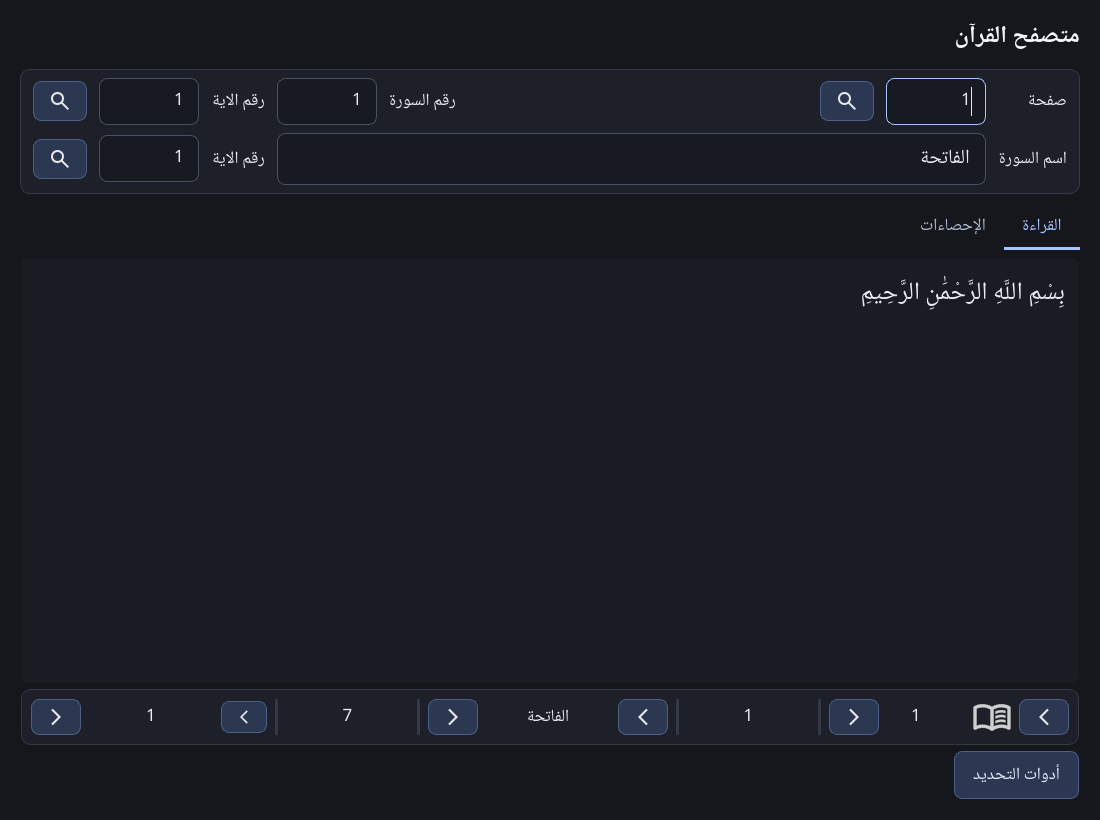 متصفح القرآن
صفحة 1 رقم السورة 1 رقم الاية 1
اسم السورة الفاتحة رقم الاية 1
القراءة الإحصاءات
بِسْمِ اللَّهِ الرَّحْمَٰنِ الرَّحِيمِ
1 1 الفاتحة 7 1
أدوات التحديد